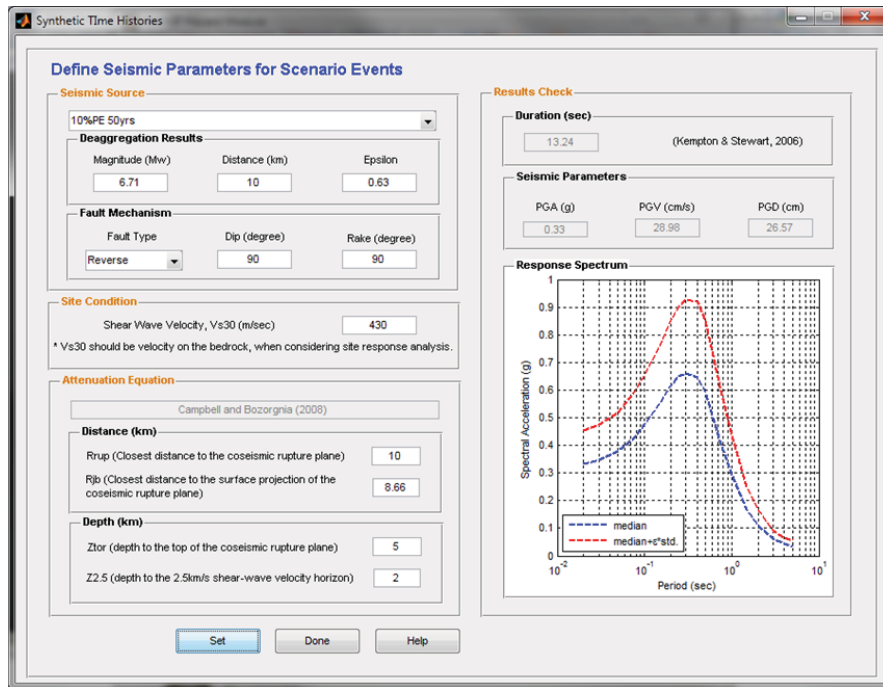 Synthetic TIme Histories
Define Seismic Parameters for Scenario Events
Seismic Source
10%PE 50yrs
Deaggregation Results
Magnitude (Mw) Distance (km) Epsilon
6.71 10 0.63
Fault Mechanism
Fault Type Dip (degree) Rake (degree)
Reverse 90 90
Site Condition
Shear Wave Velocity, Vs30 (m/sec) 430
* Vs30 should be velocity on the bedrock, when considering site response analysis.
Attenuation Equation
Campbell and Bozorgnia (2008)
Distance (km)
Rrup (Closest distance to the coseismic rupture plane) 10
Rjb (Closest distance to the surface projection of the
coseismic rupture plane) 8.66
Depth (km)
Ztor (depth to the top of the coseismic rupture plane) 5
Z2.5 (depth to the 2.5km/s shear-wave velocity horizon) 2
Set Done Help
Results Check
Duration (sec)
13.24 (Kempton & Stewart, 2006)
Seismic Parameters
PGA (g) PGV (cm/s) PGD (cm)
0.33 28.98 26.57
Response Spectrum
Spectral Acceleration (g)
1
0.9
0.8
0.7
0.6
0.5
0.4
0.3
0.2
0.1
0
median
median+ε*std.
10^-2 10^-1 10^0 10^1
Period (sec)